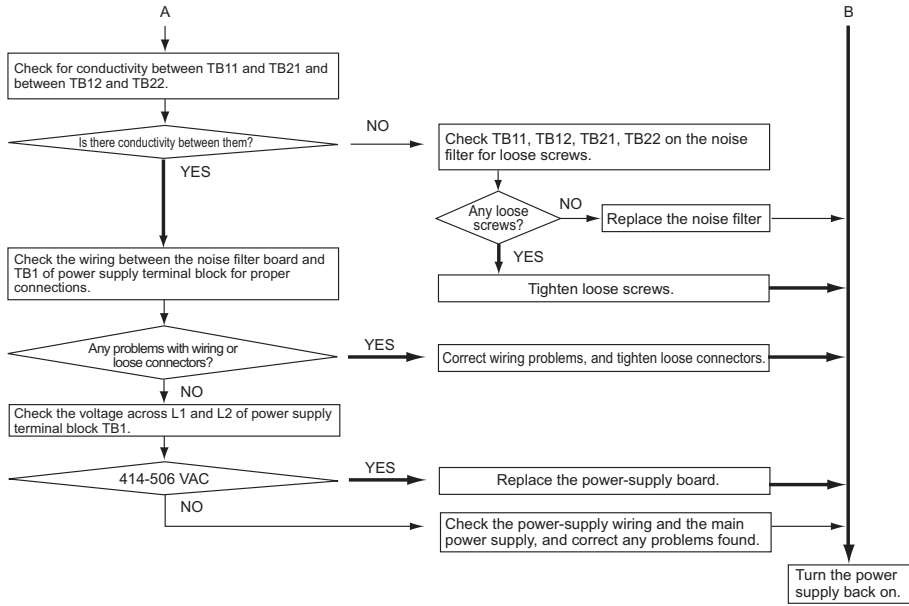 A
B
Check for conductivity between TB11 and TB21 and
between TB12 and TB22.
Is there conductivity between them?
NO
YES
Check TB11, TB12, TB21, TB22 on the noise
filter for loose screws.
Any loose
screws?
NO
Replace the noise filter
YES
Tighten loose screws.
Check the wiring between the noise filter board and
TB1 of power supply terminal block for proper
connections.
Any problems with wiring or
loose connectors?
YES
Correct wiring problems, and tighten loose connectors.
NO
Check the voltage across L1 and L2 of power supply
terminal block TB1.
414-506 VAC
YES
Replace the power-supply board.
NO
Check the power-supply wiring and the main
power supply, and correct any problems found.
Turn the power
supply back on.